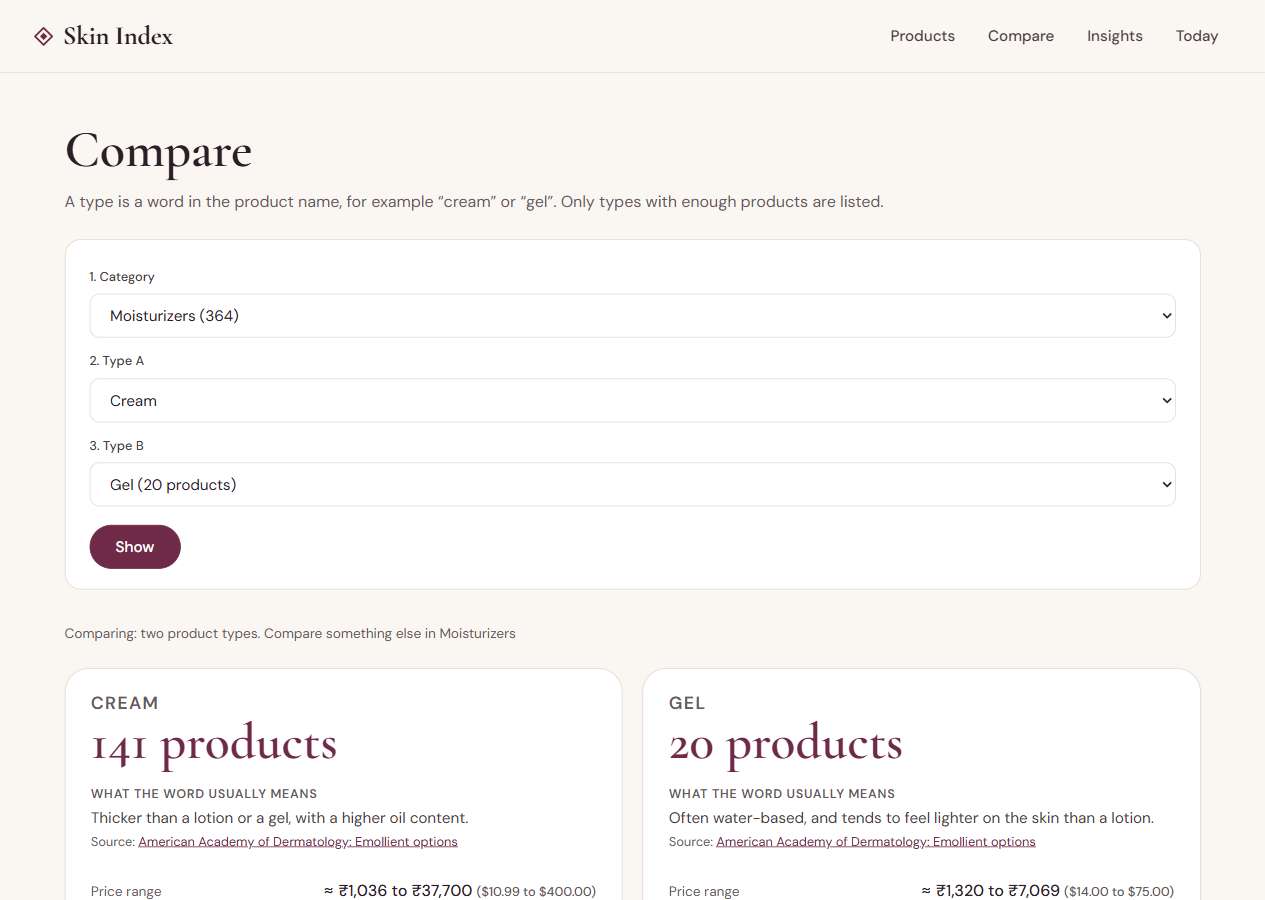 Skin Index
Products Compare Insights Today
Compare
A type is a word in the product name, for example “cream” or “gel”. Only types with enough products are listed.
1. Category
Moisturizers (364)
2. Type A
Cream
3. Type B
Gel (20 products)
Show
Comparing: two product types. Compare something else in Moisturizers
CREAM
141 products
WHAT THE WORD USUALLY MEANS
Thicker than a lotion or a gel, with a higher oil content.
Source: American Academy of Dermatology: Emollient options
Price range ≈ ₹1,036 to ₹37,700 ($10.99 to $400.00)
GEL
20 products
WHAT THE WORD USUALLY MEANS
Often water-based, and tends to feel lighter on the skin than a lotion.
Source: American Academy of Dermatology: Emollient options
Price range ≈ ₹1,320 to ₹7,069 ($14.00 to $75.00)